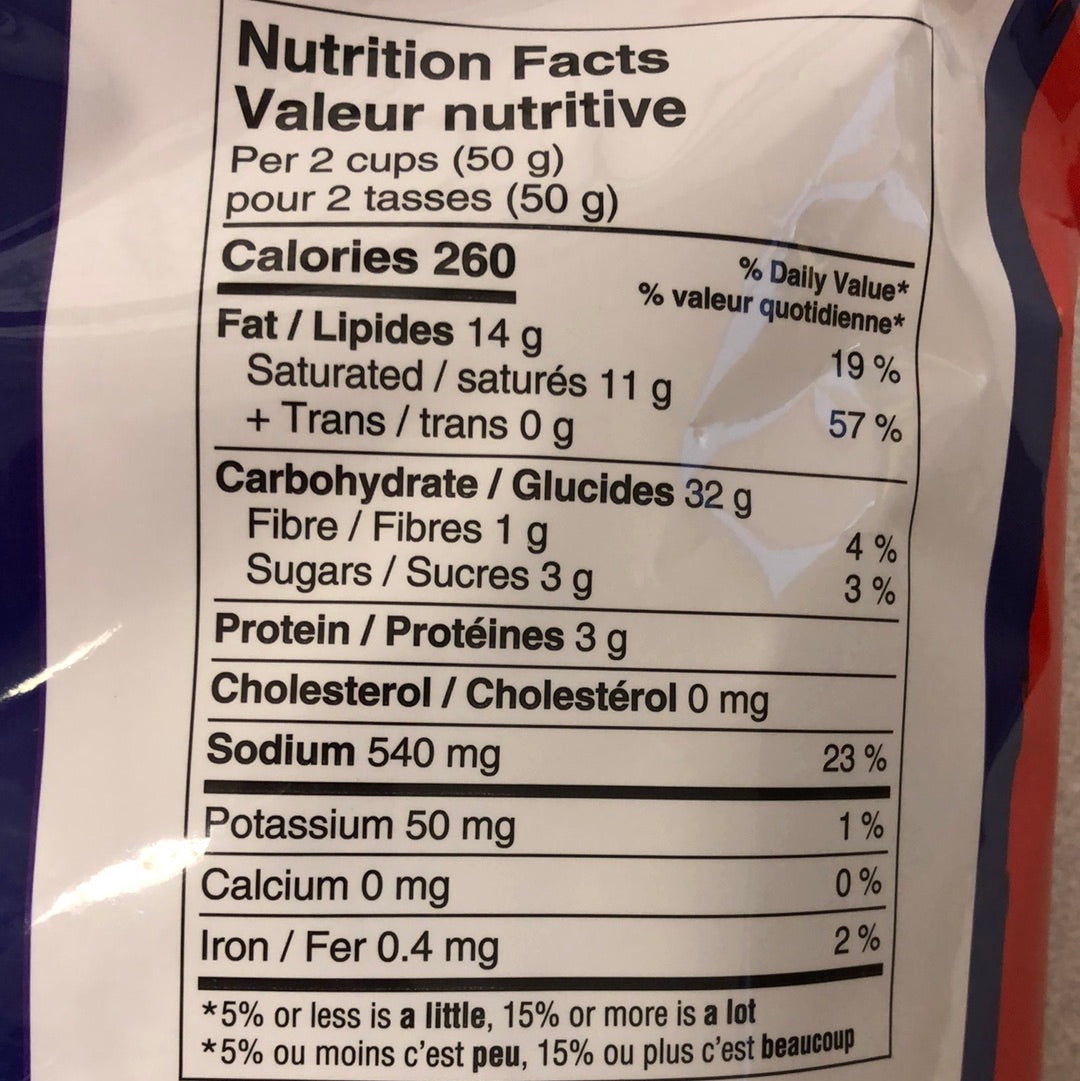 Nutrition Facts
Valeur nutritive
Per 2 cups (50 g)
pour 2 tasses (50 g)
Calories 260
% Daily Value*
% valeur quotidienne*
Fat / Lipides 14 g 19 %
Saturated / saturés 11 g
+ Trans / trans 0 g 57 %
Carbohydrate / Glucides 32 g
Fibre / Fibres 1 g 4 %
Sugars / Sucres 3 g 3 %
Protein / Protéines 3 g
Cholesterol / Cholestérol 0 mg
Sodium 540 mg 23 %
Potassium 50 mg 1 %
Calcium 0 mg 0 %
Iron / Fer 0.4 mg 2 %
*5% or less is a little, 15% or more is a lot
*5% ou moins c'est peu, 15% ou plus c'est beaucoup